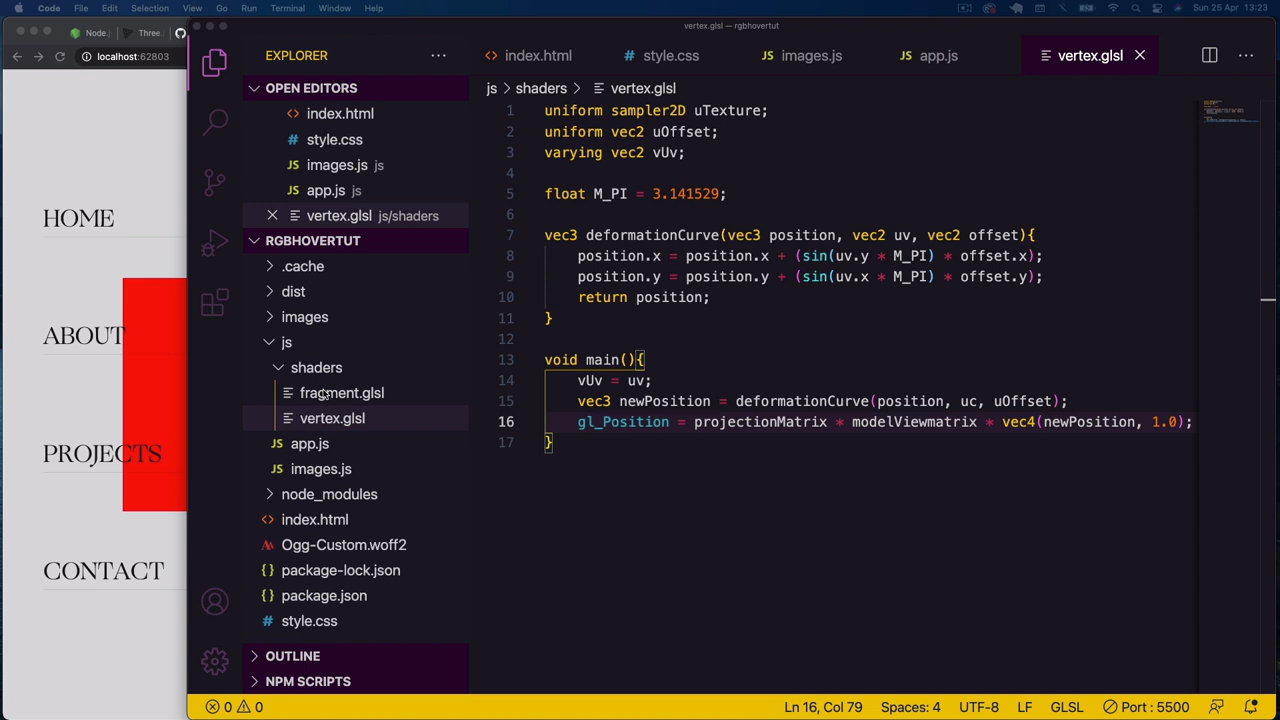 Code File Edit Selection View Go Run Terminal Window Help Sun 25 Apr 13:23
Node. Three. vertex.glsl — rgbhovertut
localhost:62803
HOME
ABOUT
PROJECTS
CONTACT
EXPLORER
OPEN EDITORS
index.html
style.css
images.js js
app.js js
vertex.glsl js/shaders
RGBHOVERTUT
.cache
dist
images
js
shaders
fragment.glsl
vertex.glsl
app.js
images.js
node_modules
index.html
Ogg-Custom.woff2
package-lock.json
package.json
style.css
OUTLINE
NPM SCRIPTS
index.html style.css images.js app.js vertex.glsl
js > shaders > vertex.glsl
1 uniform sampler2D uTexture;
2 uniform vec2 uOffset;
3 varying vec2 vUv;
4
5 float M_PI = 3.141529;
6
7 vec3 deformationCurve(vec3 position, vec2 uv, vec2 offset){
8 position.x = position.x + (sin(uv.y * M_PI) * offset.x);
9 position.y = position.y + (sin(uv.x * M_PI) * offset.y);
10 return position;
11 }
12
13 void main(){
14 vUv = uv;
15 vec3 newPosition = deformationCurve(position, uc, uOffset);
16 gl_Position = projectionMatrix * modelViewmatrix * vec4(newPosition, 1.0);
17 }
0 0 Ln 16, Col 79 Spaces: 4 UTF-8 LF GLSL Port : 5500